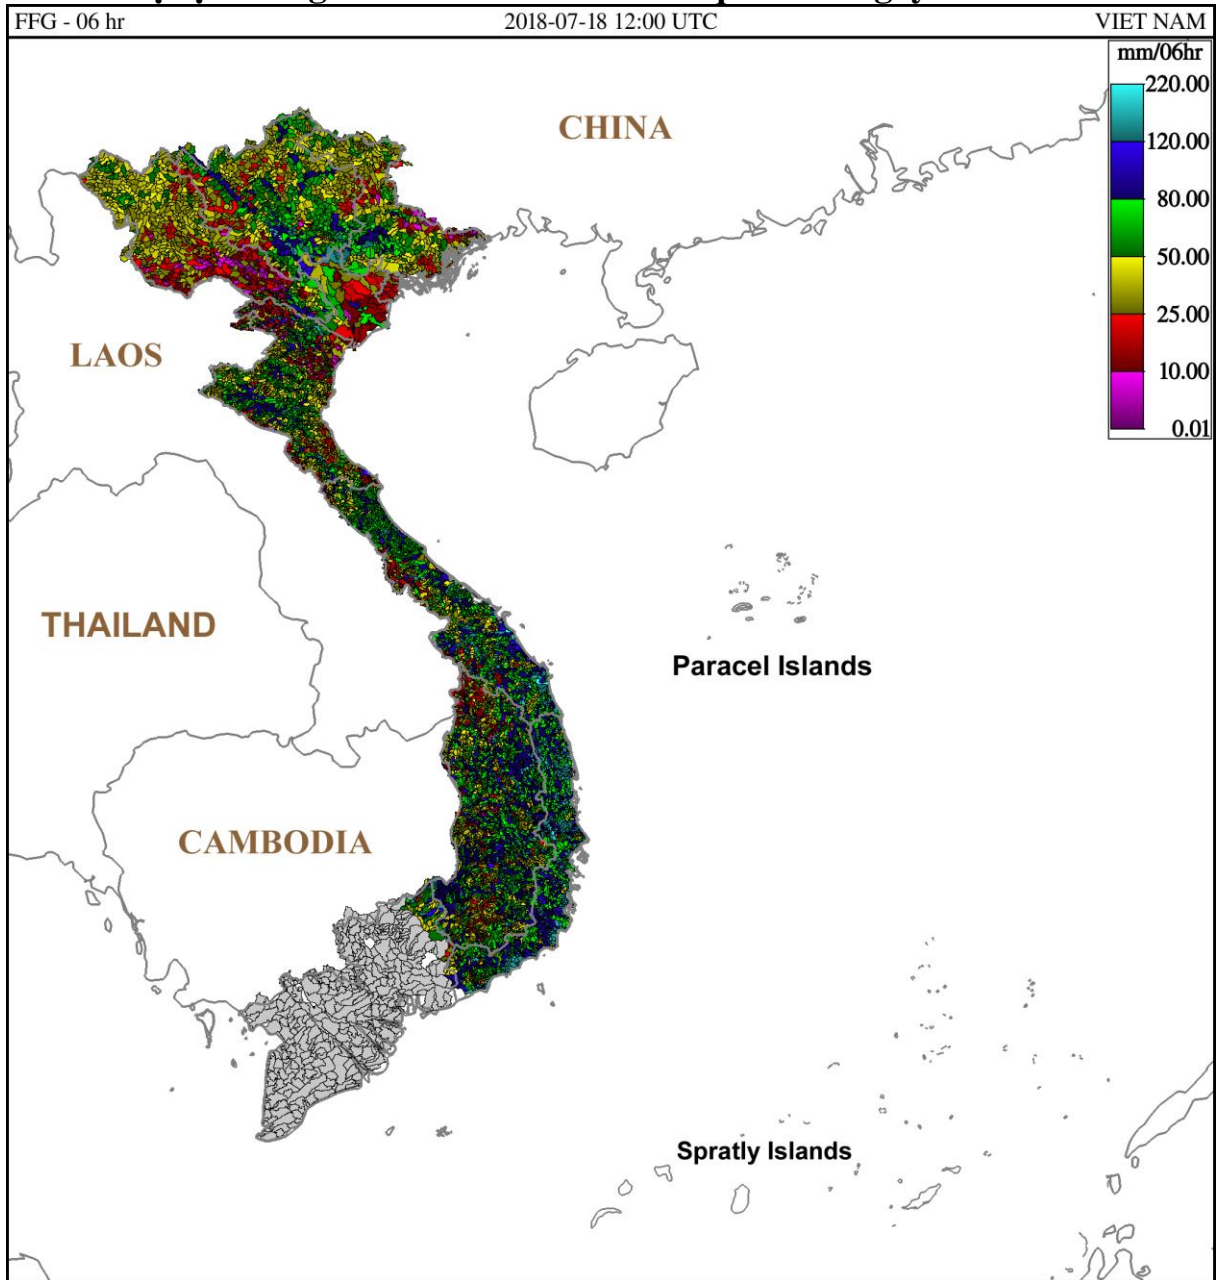 FFG - 06 hr 2018-07-18 12:00 UTC VIET NAM
mm/06hr
220.00
120.00
80.00
50.00
25.00
10.00
0.01
CHINA
LAOS
THAILAND
Paracel Islands
CAMBODIA
Spratly Islands